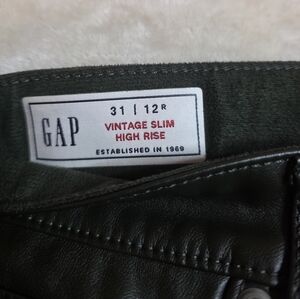 GAP
31 | 12R
VINTAGE SLIM
HIGH RISE
ESTABLISHED IN 1969